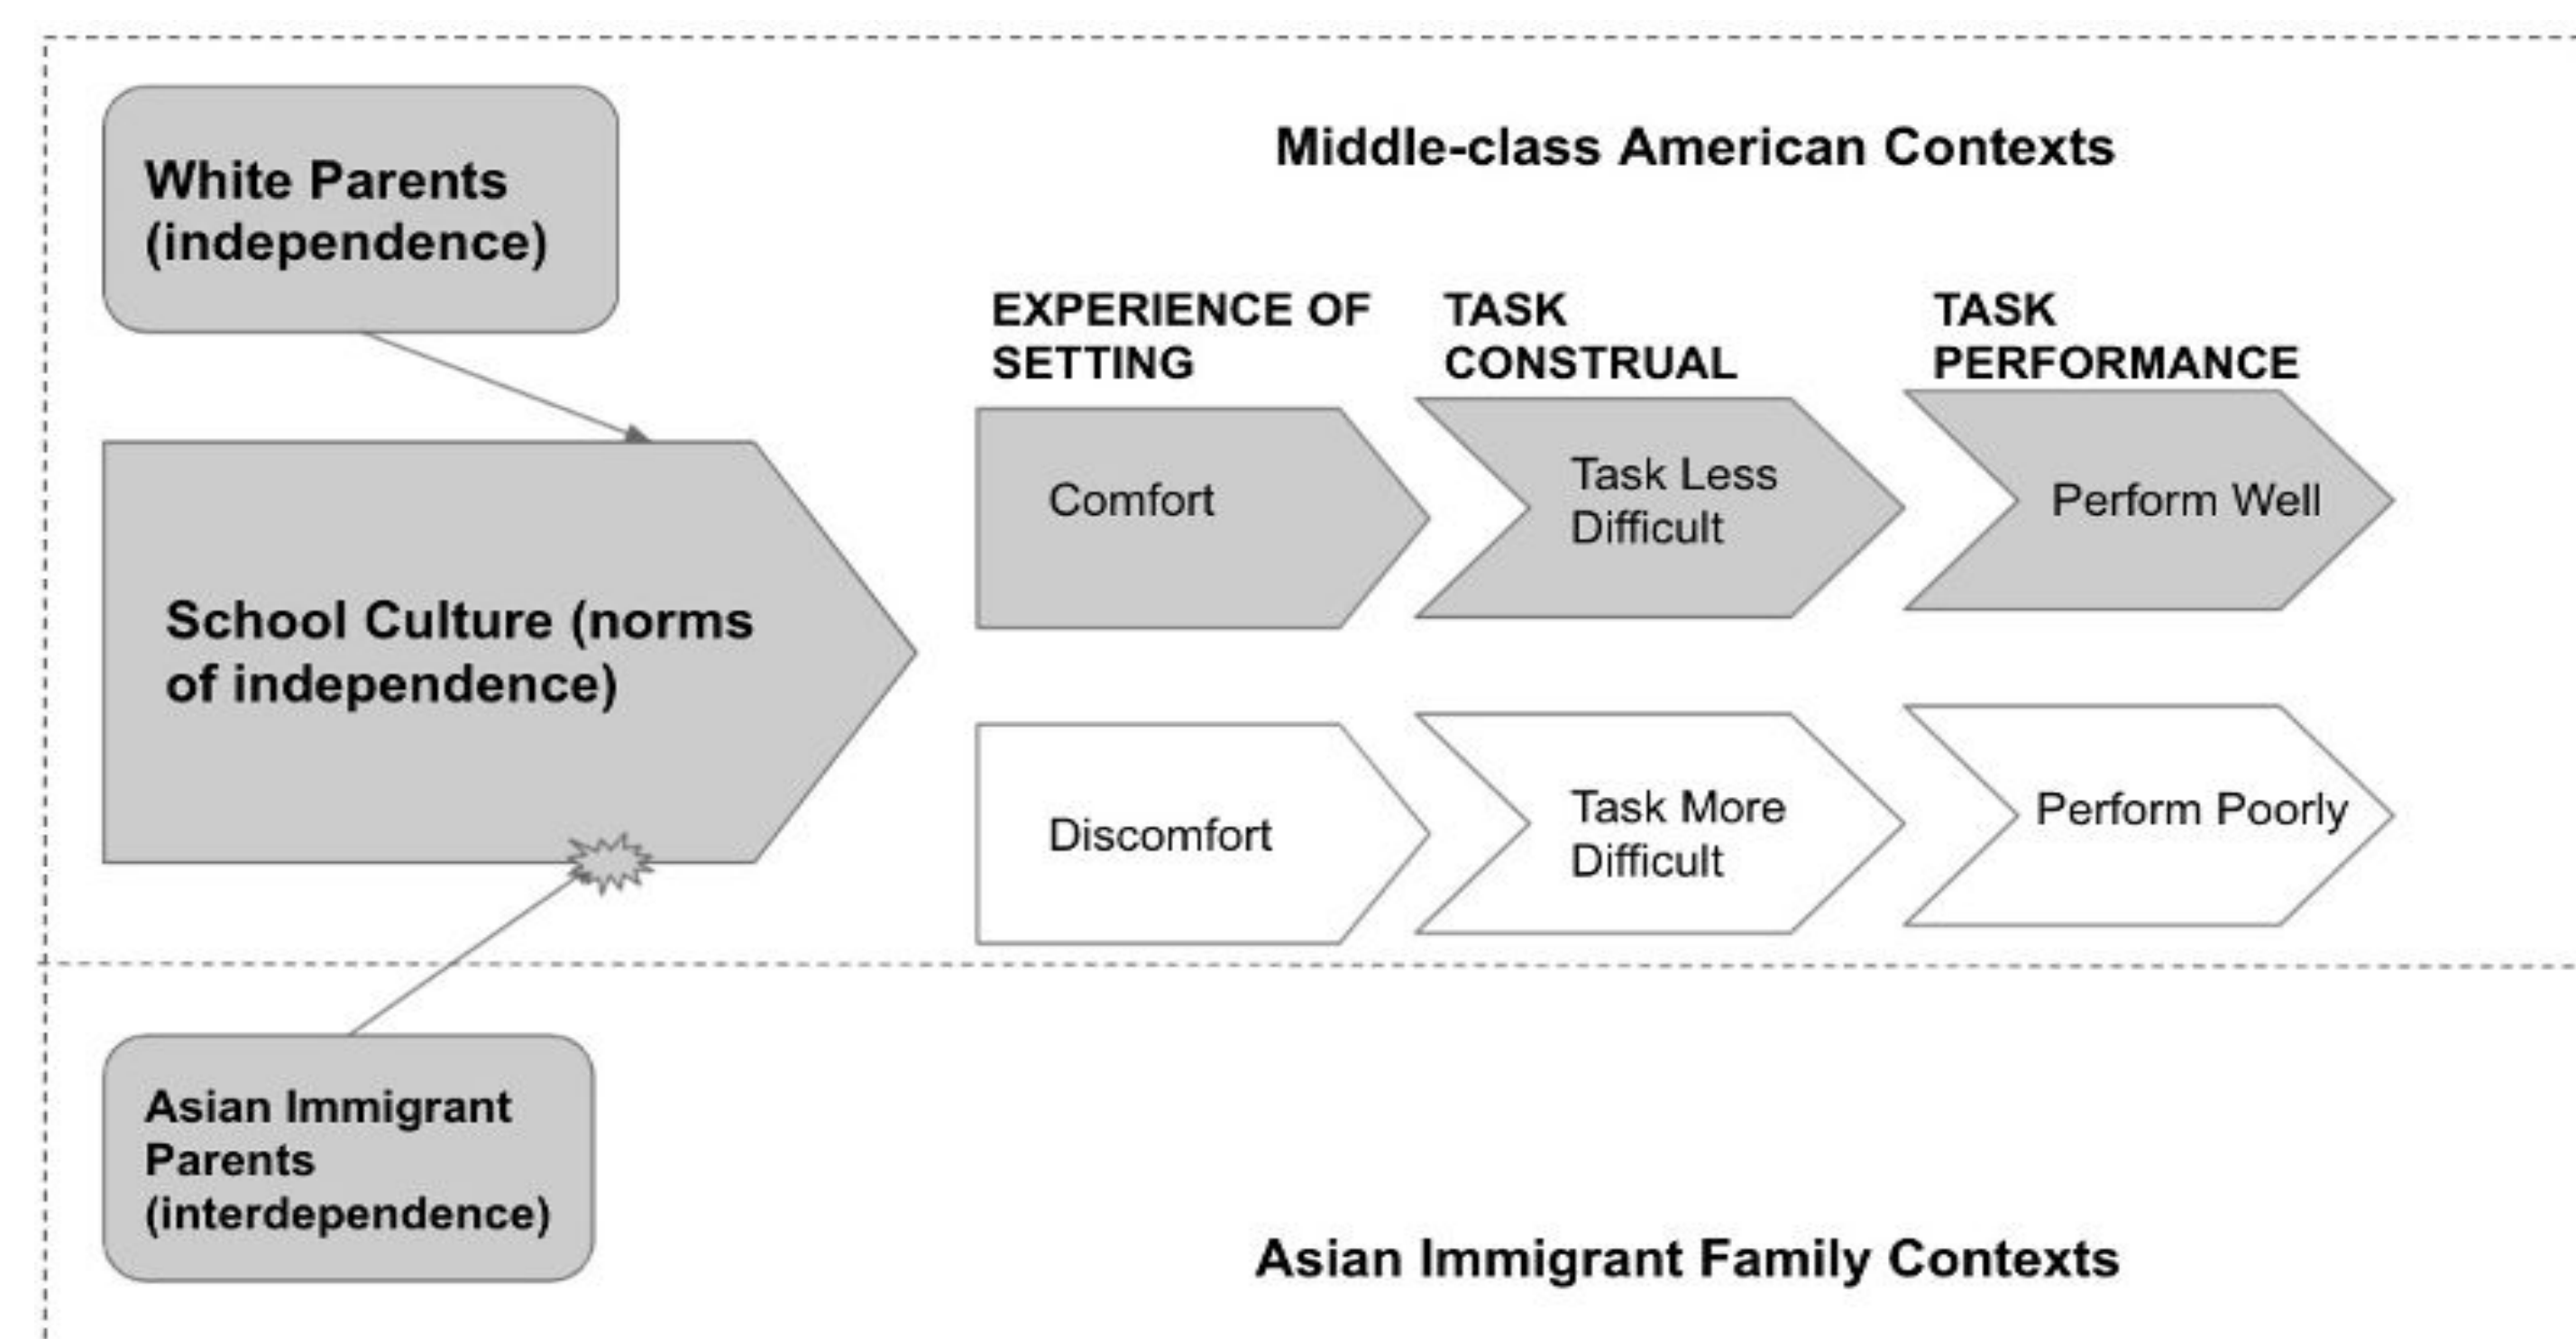 White Parents
(independence)
Middle-class American Contexts
EXPERIENCE OF
SETTING
TASK
CONSTRUAL
TASK
PERFORMANCE
Comfort
Task Less
Difficult
Perform Well
School Culture (norms
of independence)
Discomfort
Task More
Difficult
Perform Poorly
Asian Immigrant
Parents
(interdependence)
Asian Immigrant Family Contexts